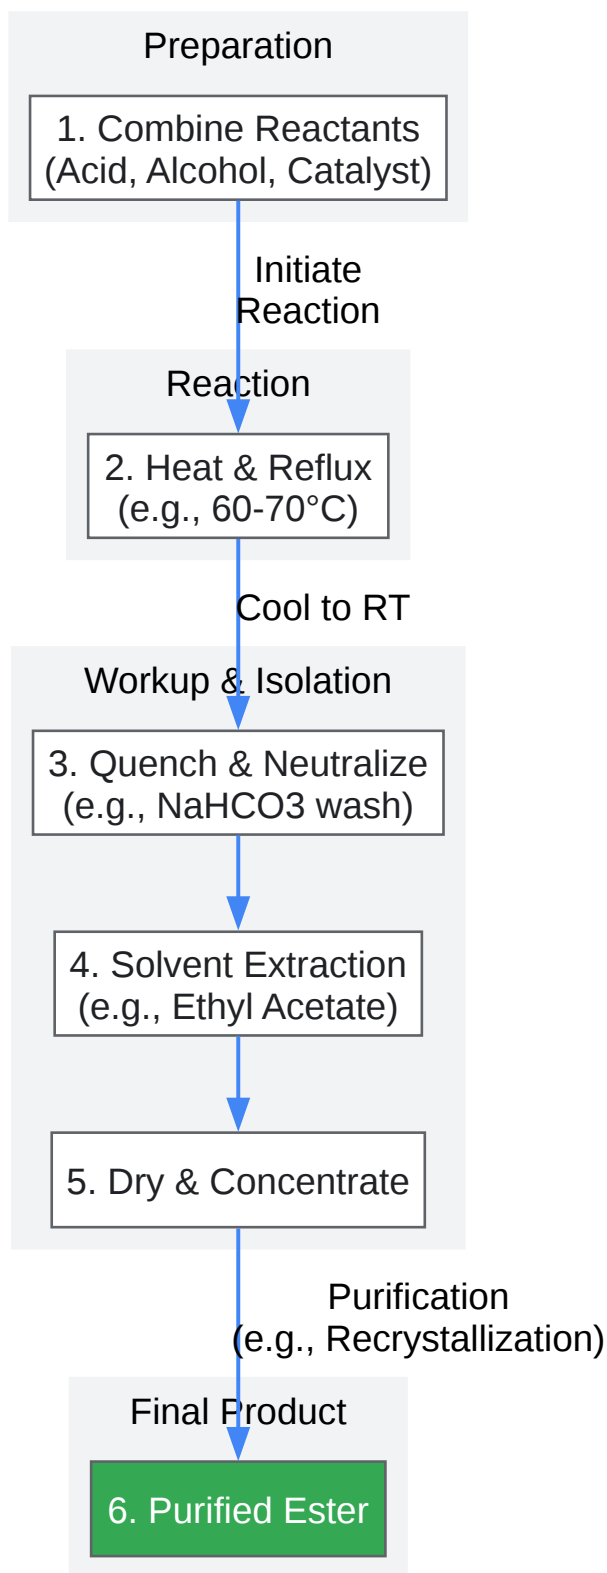 Preparation
1. Combine Reactants
(Acid, Alcohol, Catalyst)
Initiate
Reaction
Reaction
2. Heat & Reflux
(e.g., 60-70°C)
Cool to RT
Workup & Isolation
3. Quench & Neutralize
(e.g., NaHCO3 wash)
4. Solvent Extraction
(e.g., Ethyl Acetate)
5. Dry & Concentrate
Purification
(e.g., Recrystallization)
Final Product
6. Purified Ester